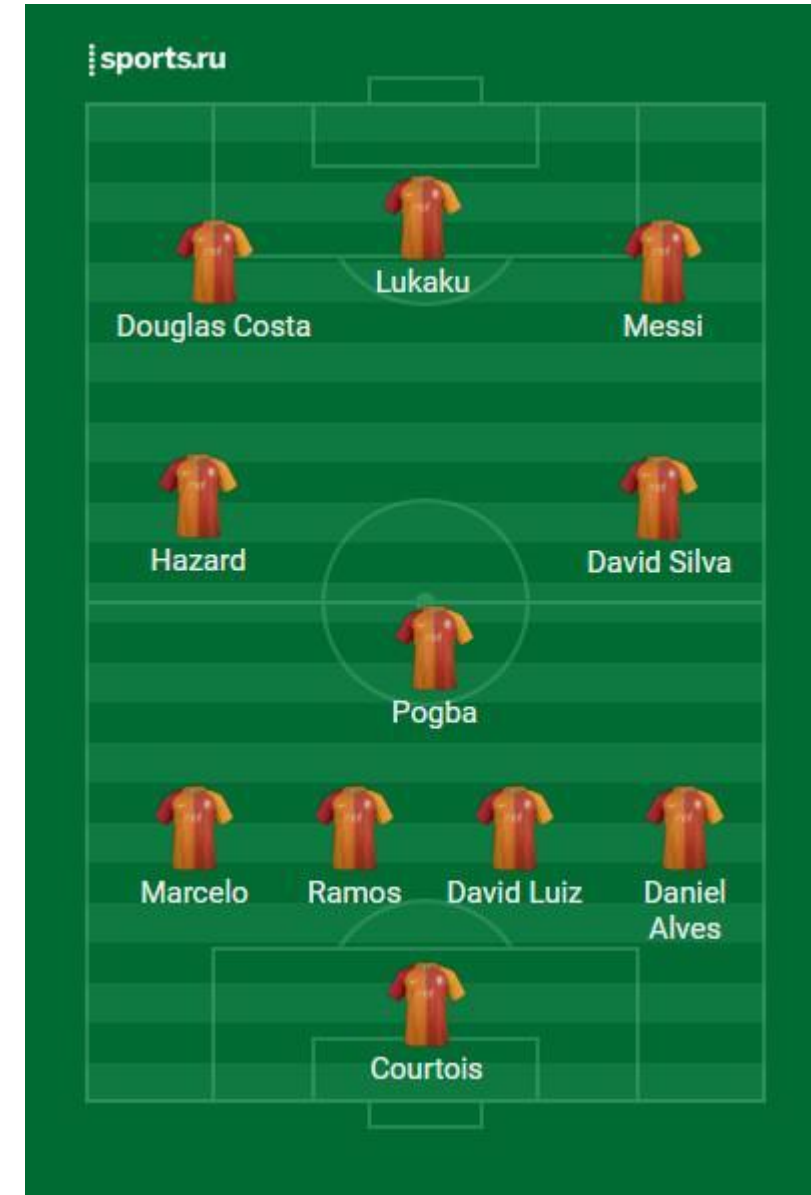 sports.ru
Lukaku
Douglas Costa
Messi
Hazard
David Silva
Pogba
Marcelo
Ramos
David Luiz
Daniel
Alves
Courtois